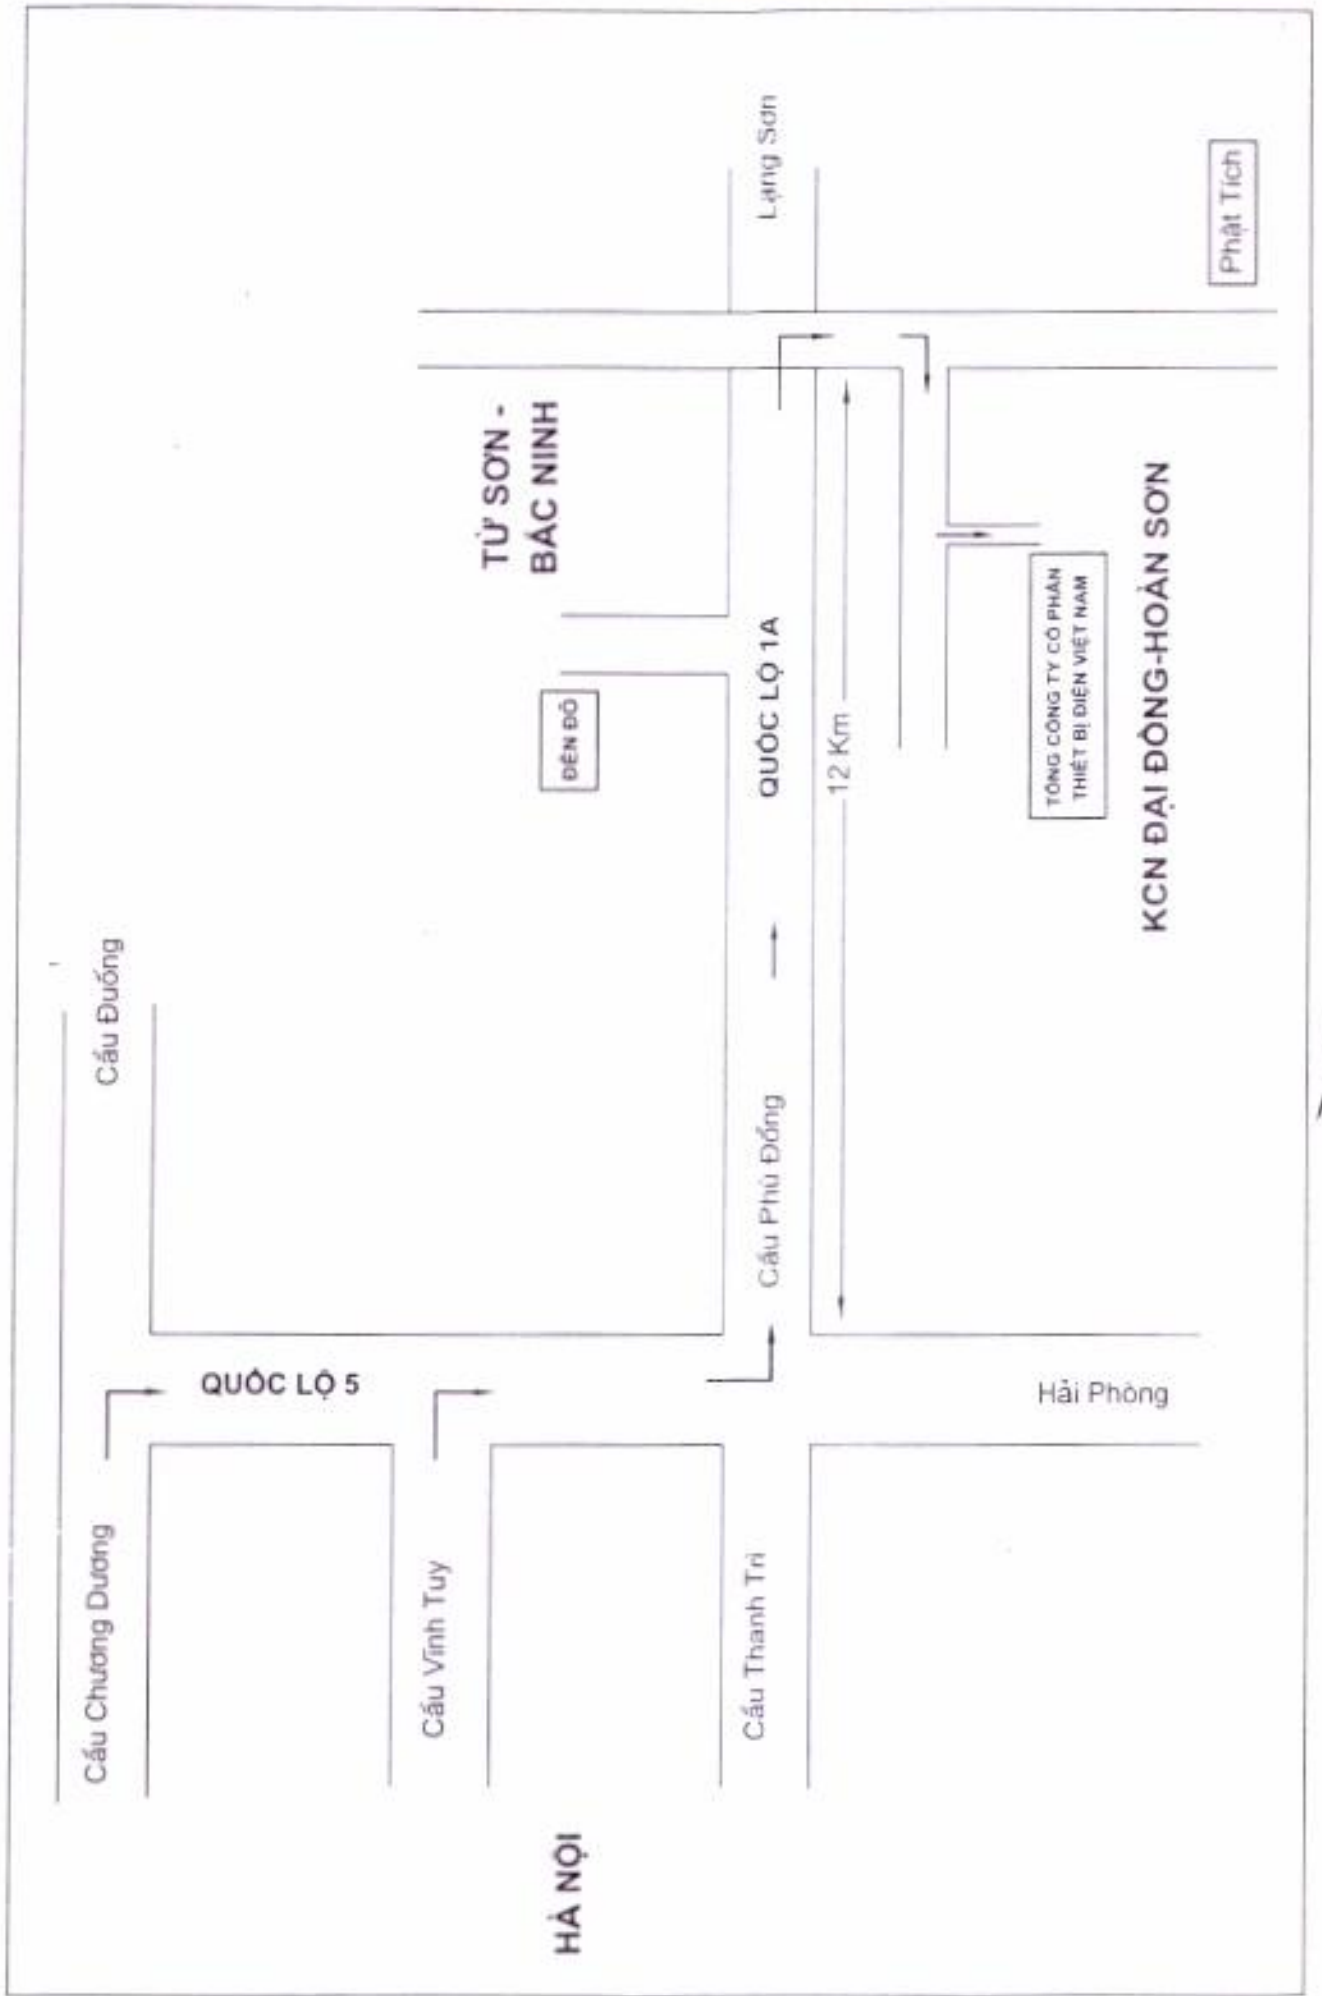 Cầu Chương Dương
Cầu Đuống
QUỐC LỘ 5
Cầu Vĩnh Tuy
HÀ NỘI
TỪ SƠN -
BẮC NINH
ĐỀN ĐÔ
Cầu Thanh Trì
Cầu Phù Đổng
QUỐC LỘ 1A
Lạng Sơn
12 Km
Hải Phòng
TỔNG CÔNG TY CỔ PHẦN
THIẾT BỊ ĐIỆN VIỆT NAM
KCN ĐẠI ĐỒNG-HOÀN SƠN
Phật Tích